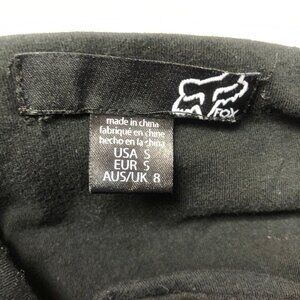 FOX
made in china
fabriqué en chine
hecho en la china
USA S
EUR S
AUS/UK 8